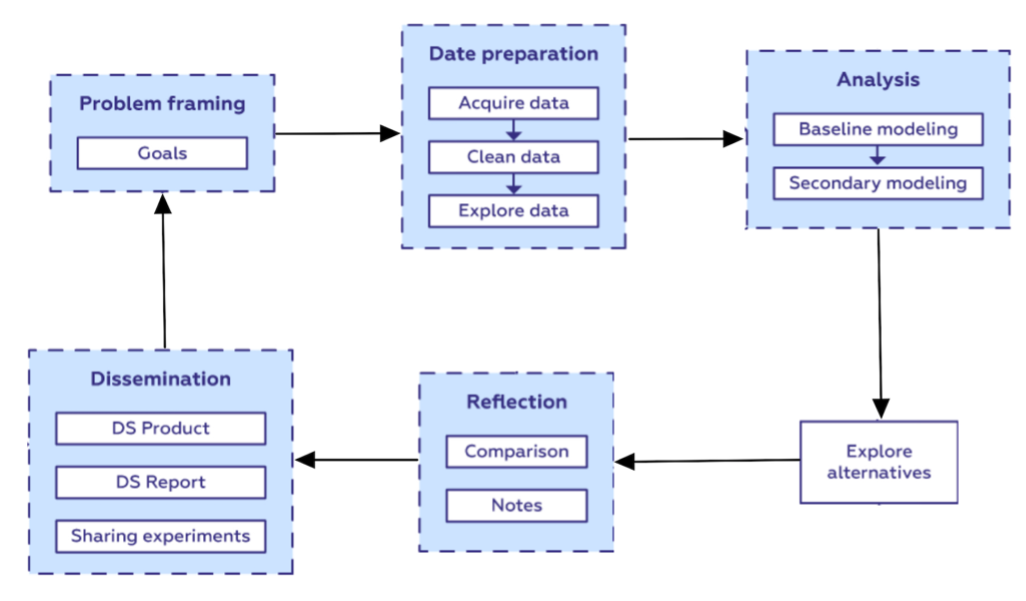 Problem framing
Goals
Date preparation
Acquire data
Clean data
Explore data
Analysis
Baseline modeling
Secondary modeling
Explore
alternatives
Reflection
Comparison
Notes
Dissemination
DS Product
DS Report
Sharing experiments